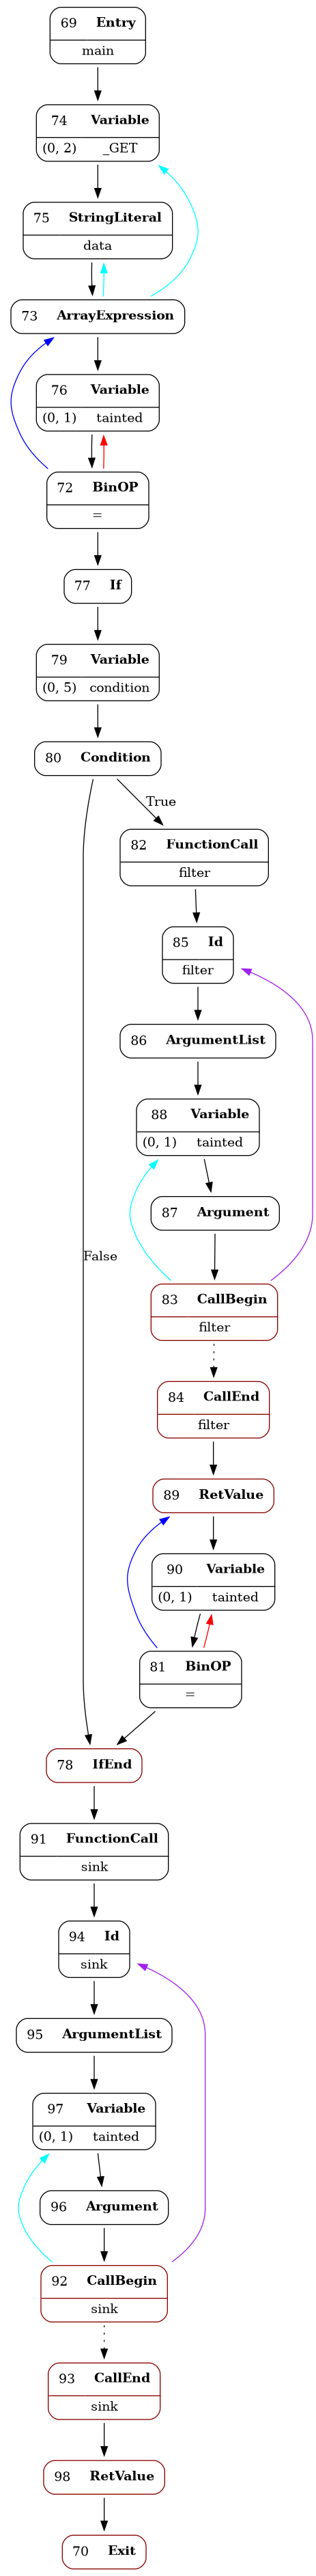 69 Entry
main
74 Variable
(0, 2) _GET
75 StringLiteral
data
73 ArrayExpression
76 Variable
(0, 1) tainted
72 BinOP
=
77 If
79 Variable
(0, 5) condition
80 Condition
True
82 FunctionCall
filter
85 Id
filter
86 ArgumentList
88 Variable
(0, 1) tainted
87 Argument
False
83 CallBegin
filter
84 CallEnd
filter
89 RetValue
90 Variable
(0, 1) tainted
81 BinOP
=
78 IfEnd
91 FunctionCall
sink
94 Id
sink
95 ArgumentList
97 Variable
(0, 1) tainted
96 Argument
92 CallBegin
sink
93 CallEnd
sink
98 RetValue
70 Exit